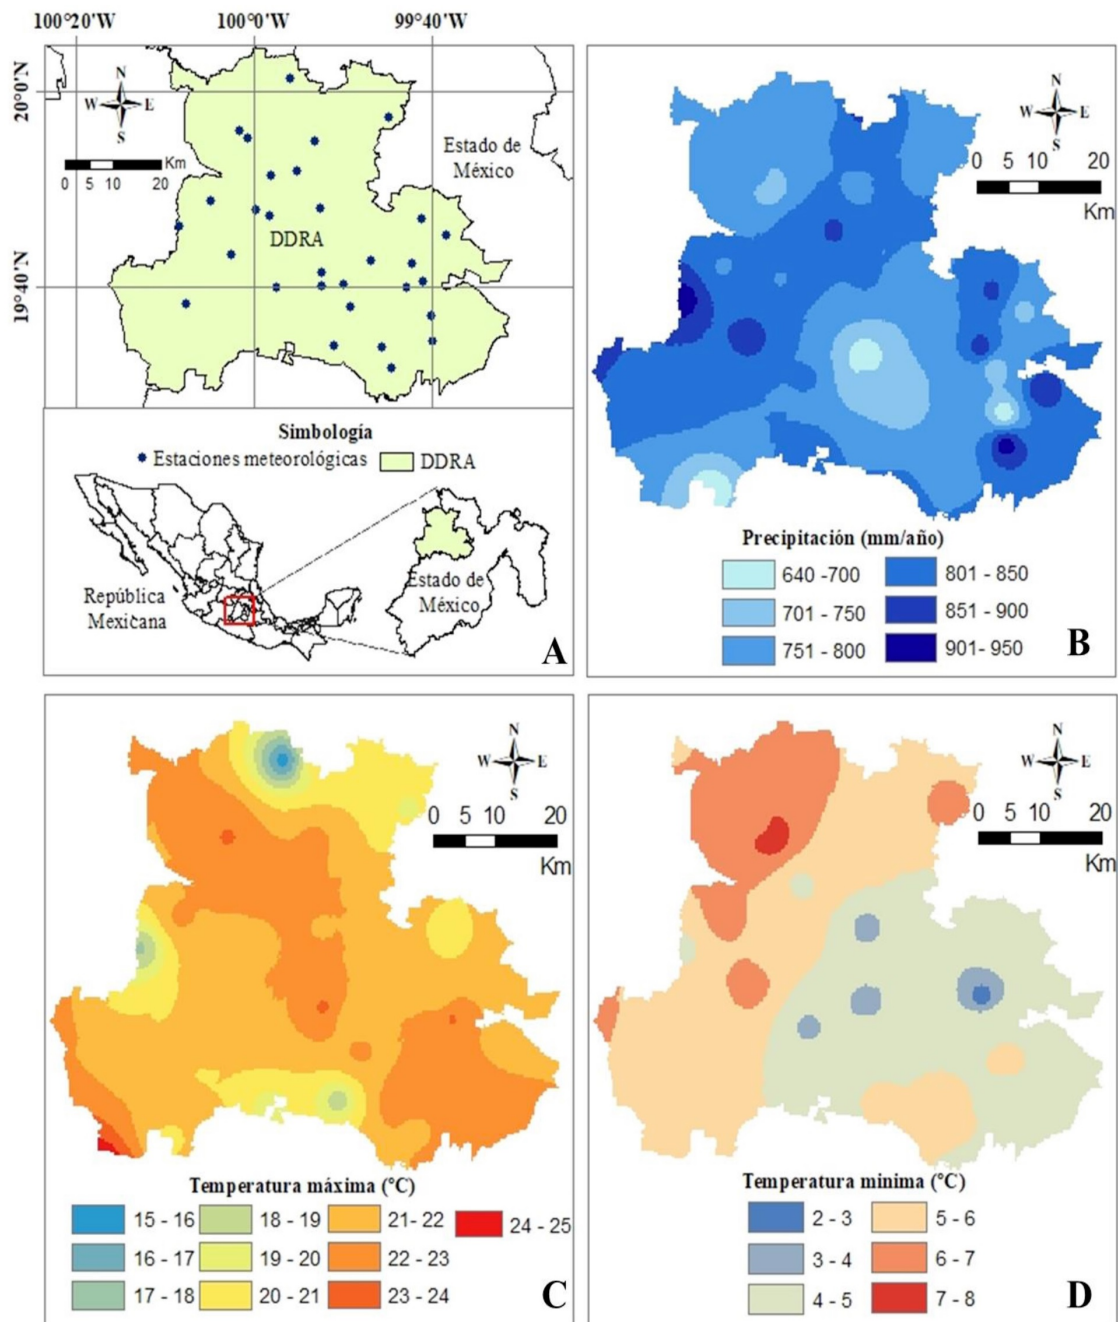 100°20'W 100°0'W 99°40'W
20°0'N
19°40'N
N
W E
S
Km
0 5 10 20
Estado de
México
DDRA
Simbología
Estaciones meteorológicas DDRA
República
Mexicana
Estado de
México
A
N
W E
S
0 5 10 20
Km
Precipitación (mm/año)
640 -700 801 - 850
701 - 750 851 - 900
751 - 800 901- 950
B
N
W E
S
0 5 10 20
Km
Temperatura máxima (°C)
15 - 16 18 - 19 21- 22 24 - 25
16 - 17 19 - 20 22 - 23
17 - 18 20 - 21 23 - 24
C
N
W E
S
0 5 10 20
Km
Temperatura minima (°C)
2 - 3 5 - 6
3 - 4 6 - 7
4 - 5 7 - 8
D